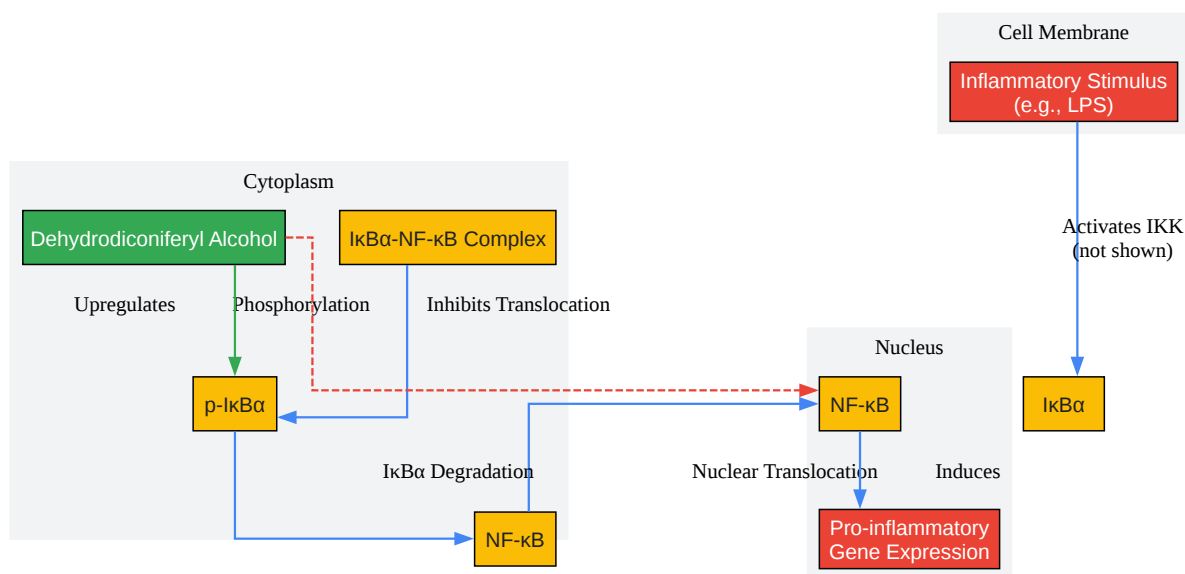 Cell Membrane
Inflammatory Stimulus
(e.g., LPS)
Cytoplasm
Dehydrodiconiferyl Alcohol
IκBα-NF-κB Complex
Activates IKK
(not shown)
Upregulates
Phosphorylation
Inhibits Translocation
Nucleus
p-IκBα
NF-κB
IκBα
IκBα Degradation
Nuclear Translocation
Induces
NF-κB
Pro-inflammatory
Gene Expression